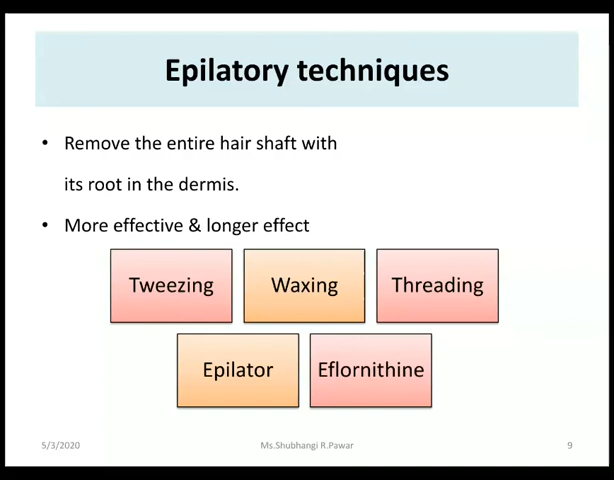 Epilatory techniques
• Remove the entire hair shaft with
its root in the dermis.
• More effective & longer effect
Tweezing
Waxing
Threading
Epilator
Eflornithine
5/3/2020
Ms.Shubhangi R.Pawar
9